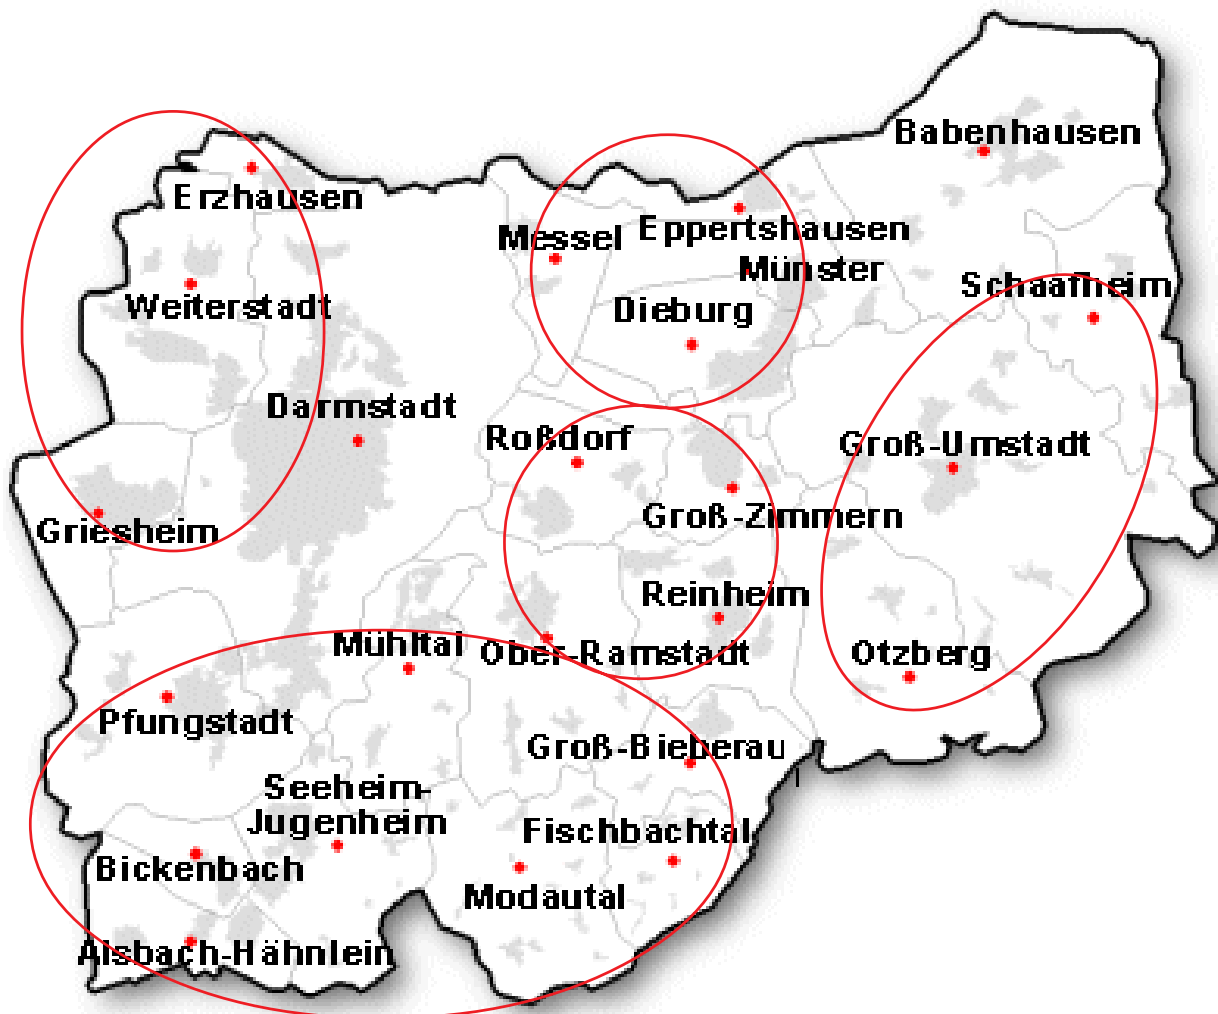 Babenhausen
Erzhausen
Eppertshausen
Messel
Münster
Schaafheim
Weiterstadt
Dieburg
Darmstadt
Roßdorf
Groß-Umstadt
Groß-Zimmern
Griesheim
Reinheim
Mühltal
Ober-Ramstadt
Otzberg
Pfungstadt
Groß-Bieberau
Seeheim-
Jugenheim
Fischbachtal
Bickenbach
Modautal
Alsbach-Hähnlein